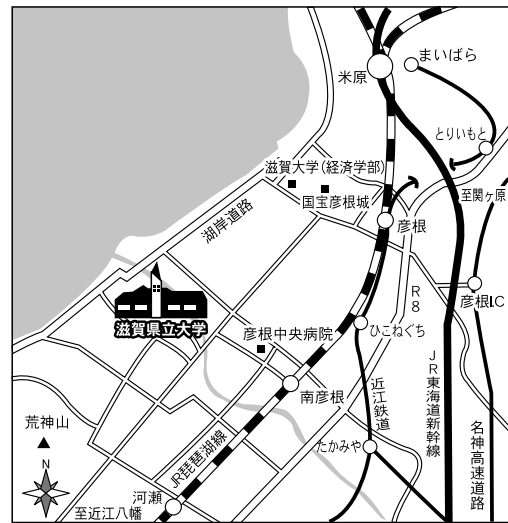 まいばら
米原
とりいもと
滋賀大学(経済学部)
国宝彦根城
至関ヶ原
湖岸道路
彦根
R8
彦根IC
滋賀県立大学
ひこねぐち
彦根中央病院
JR東海道新幹線
近江鉄道
南彦根
名神高速道路
荒神山
JR琵琶湖線
たかみや
N
河瀬
至近江八幡